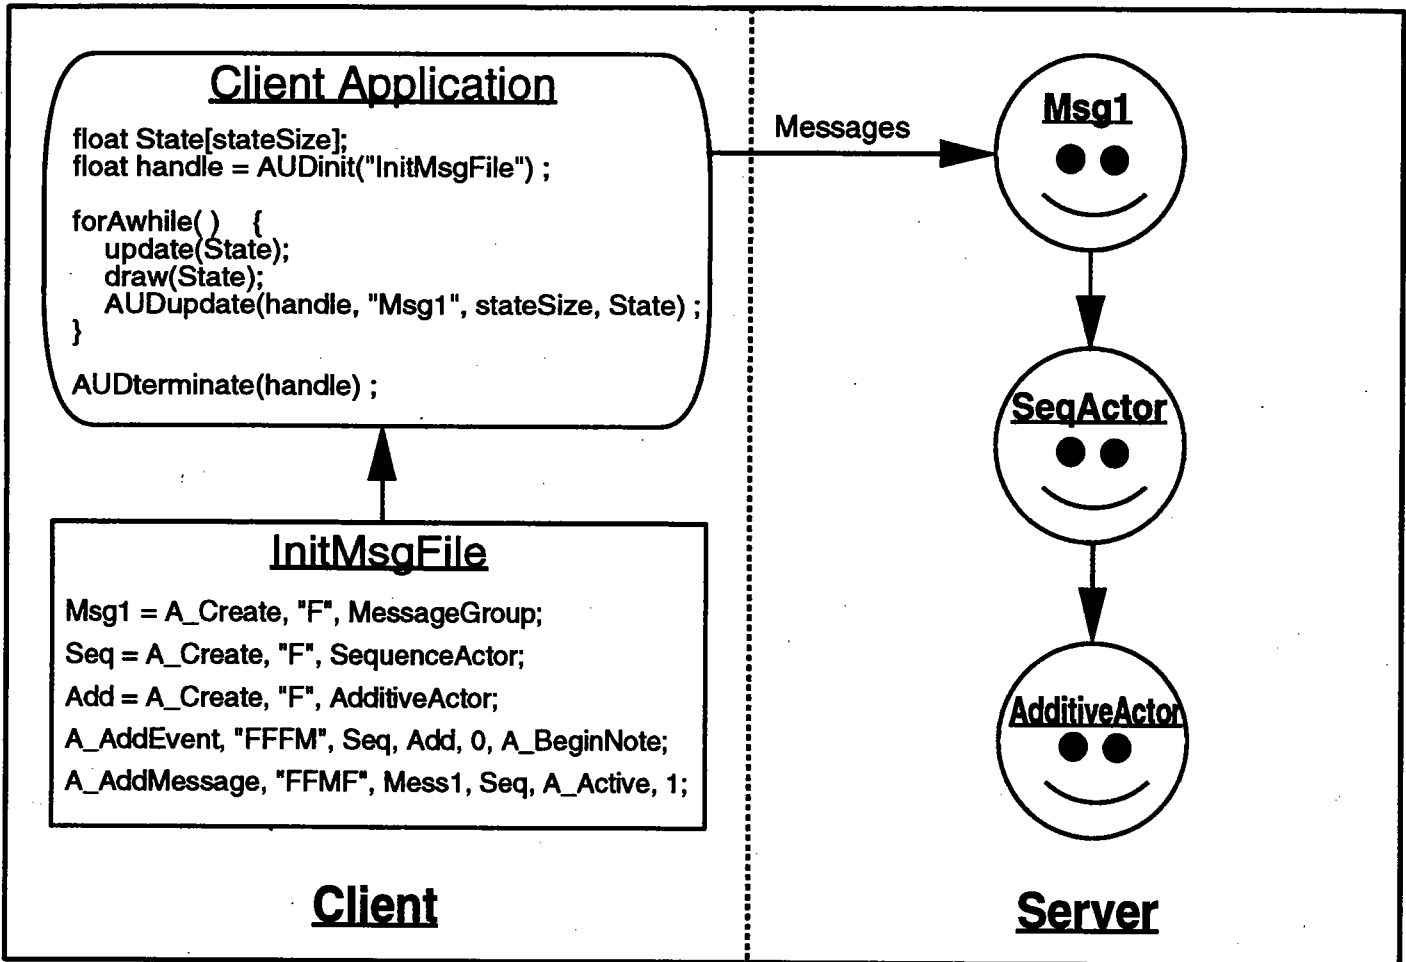 Client Application
float State[stateSize];
float handle = AUDinit("InitMsgFile") ;
forAwhile( ) {
update(State);
draw(State);
AUDupdate(handle, "Msg1", stateSize, State) ;
}
AUDterminate(handle) ;
InitMsgFile
Msg1 = A_Create, "F", MessageGroup;
Seq = A_Create, "F", SequenceActor;
Add = A_Create, "F", AdditiveActor;
A_AddEvent, "FFFM", Seq, Add, 0, A_BeginNote;
A_AddMessage, "FFMF", Mess1, Seq, A_Active, 1;
Client
Messages
Msg1
SeqActor
AdditiveActor
Server